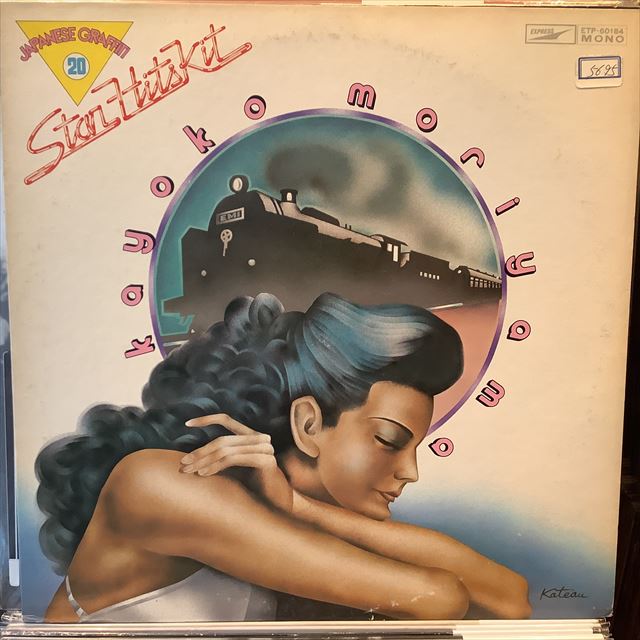 JAPANESE GRAFFITI
20
Star Hits Kit
EXPRESS
ETP-60184
MONO
5695
kayoko moriyama
EMI
Kateau